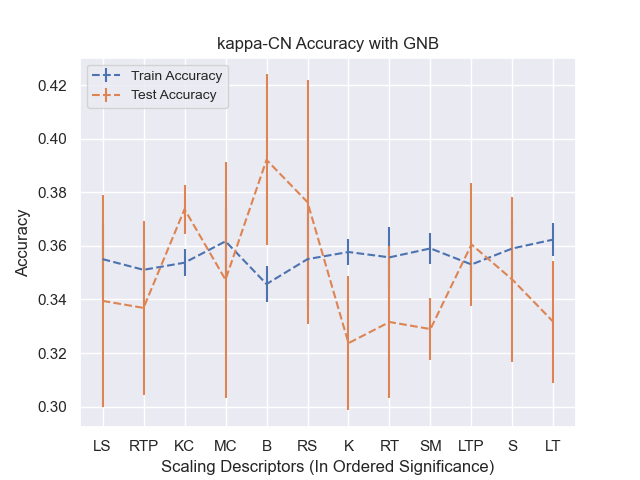 kappa-CN Accuracy with GNB
Train Accuracy
Test Accuracy
0.42
0.40
0.38
0.36
0.34
0.32
0.30
Accuracy
LS RTP KC MC B RS K RT SM LTP S LT
Scaling Descriptors (In Ordered Significance)